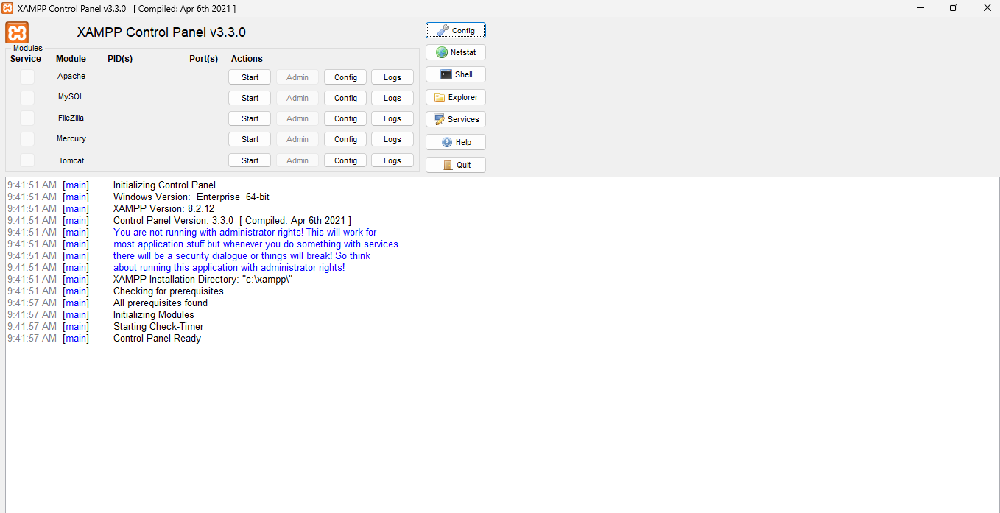 XAMPP Control Panel v3.3.0 [ Compiled: Apr 6th 2021 ]
XAMPP Control Panel v3.3.0
Config
Modules
Service Module PID(s) Port(s) Actions
Netstat
Apache Start Admin Config Logs
Shell
MySQL Start Admin Config Logs
Explorer
FileZilla Start Admin Config Logs
Services
Mercury Start Admin Config Logs
Help
Tomcat Start Admin Config Logs
Quit
9:41:51 AM [main] Initializing Control Panel
9:41:51 AM [main] Windows Version: Enterprise 64-bit
9:41:51 AM [main] XAMPP Version: 8.2.12
9:41:51 AM [main] Control Panel Version: 3.3.0 [ Compiled: Apr 6th 2021 ]
9:41:51 AM [main] You are not running with administrator rights! This will work for
9:41:51 AM [main] most application stuff but whenever you do something with services
9:41:51 AM [main] there will be a security dialogue or things will break! So think
9:41:51 AM [main] about running this application with administrator rights!
9:41:51 AM [main] XAMPP Installation Directory: "c:\xampp\"
9:41:51 AM [main] Checking for prerequisites
9:41:57 AM [main] All prerequisites found
9:41:57 AM [main] Initializing Modules
9:41:57 AM [main] Starting Check-Timer
9:41:57 AM [main] Control Panel Ready